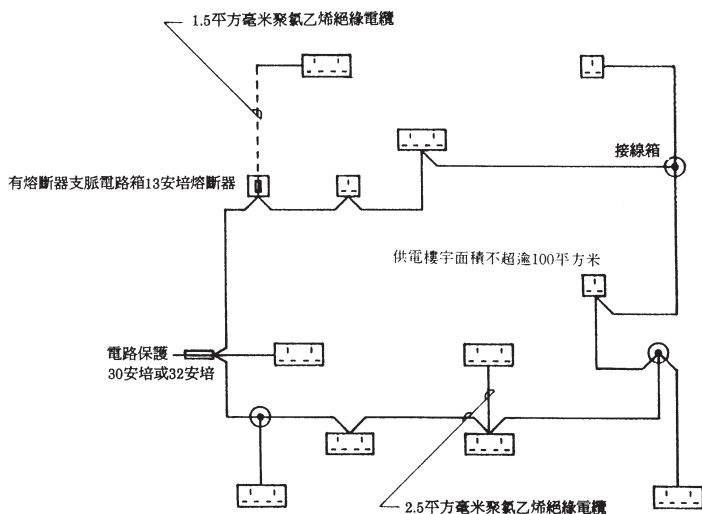 1.5平方毫米聚氯乙烯絕緣電纜
接線箱
有熔斷器支脈電路箱13安培熔斷器
供電樓宇面積不超逾100平方米
電路保護
30安培或32安培
2.5平方毫米聚氯乙烯絕緣電纜